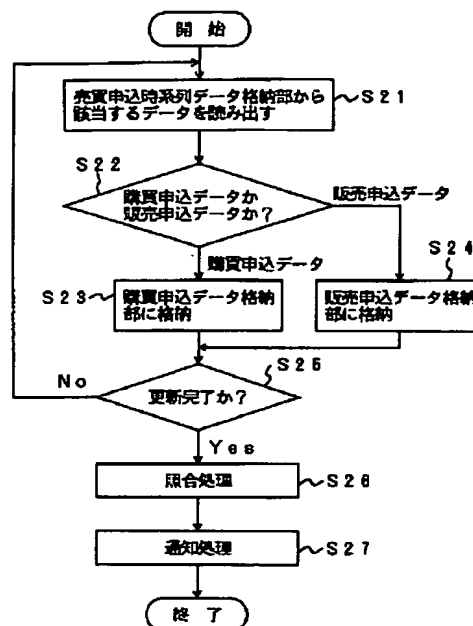 開始
売買申込時系列データ格納部から
該当するデータを読み出す
S21
S22
購買申込データか
販売申込データか?
販売申込データ
購買申込データ
S23
購買申込データ格納
部に格納
S24
販売申込データ格納
部に格納
S25
No
更新完了か?
Yes
照合処理
S26
通知処理
S27
終了